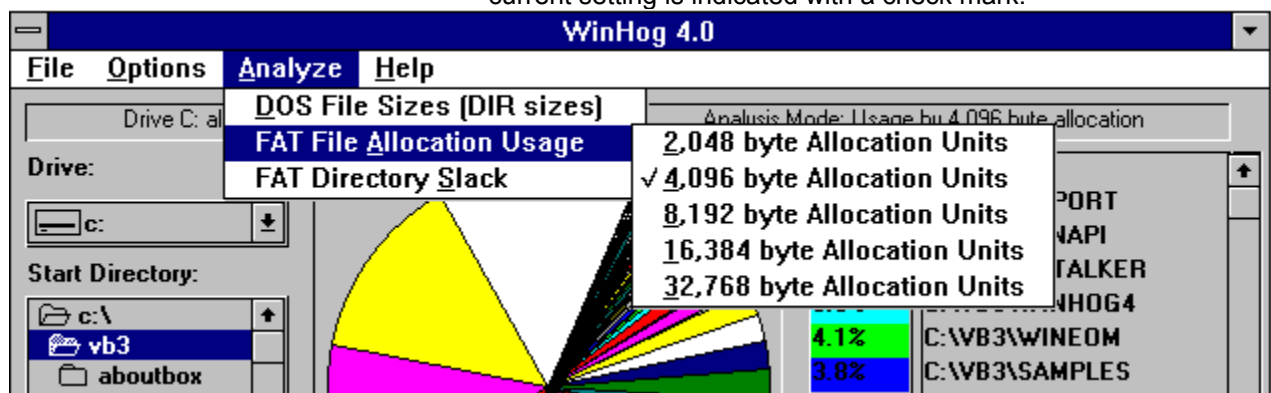 current setting is indicated with a check mark.
WinHog 4.0
File Options Analyze Help
Drive C: al
Analysis Mode: Usage by 4,096 byte allocation
DOS File Sizes (DIR sizes)
FAT File Allocation Usage
FAT Directory Slack
2,048 byte Allocation Units
✓ 4,096 byte Allocation Units
8,192 byte Allocation Units
16,384 byte Allocation Units
32,768 byte Allocation Units
Drive:
c:
Start Directory:
c:\
vb3
aboutbox
PORT
NAPI
TALKER
NHOG4
4.1% C:\VB3\WINEOM
3.8% C:\VB3\SAMPLES